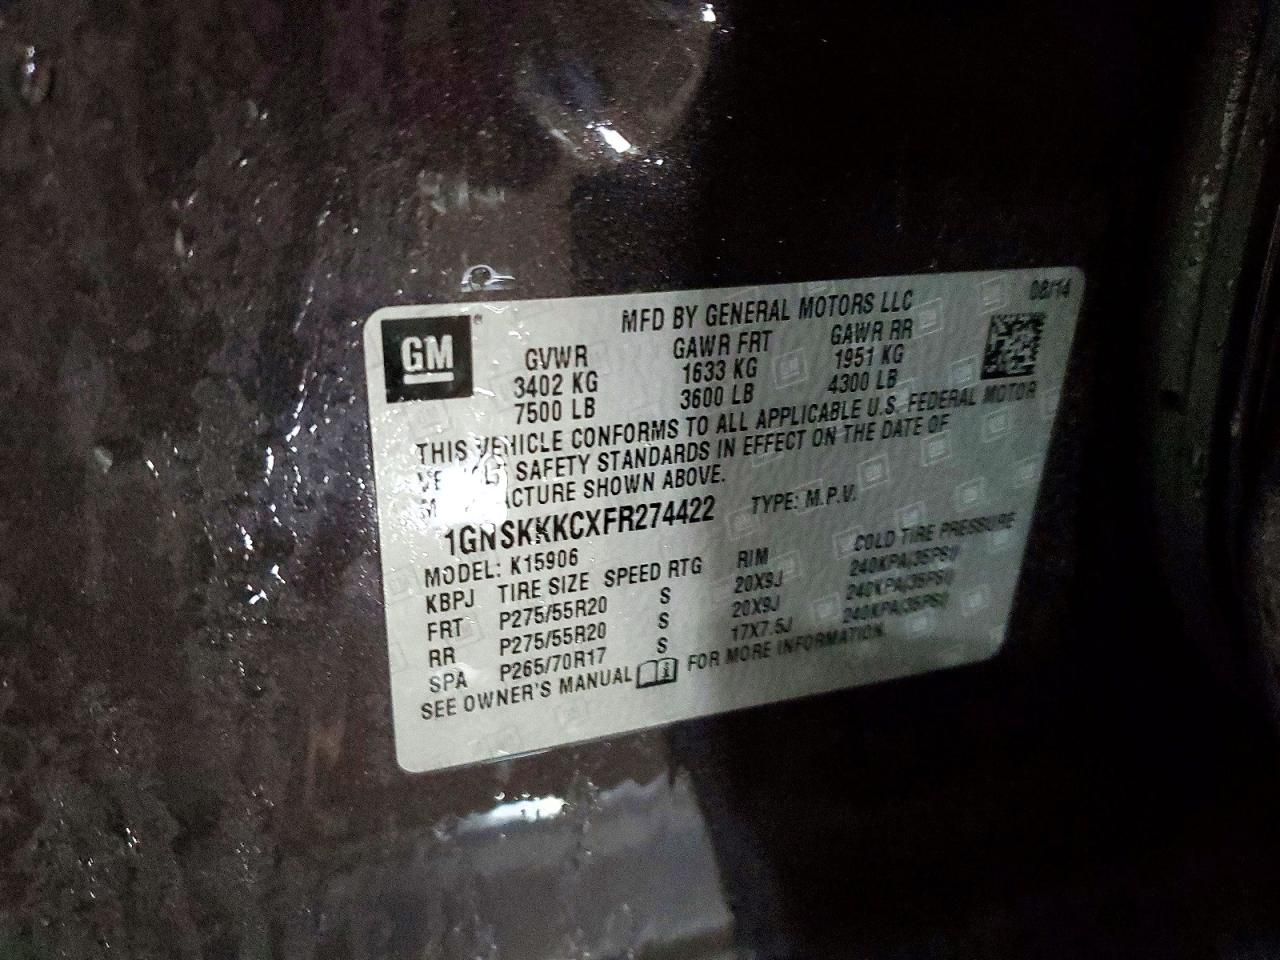 GM
MFD BY GENERAL MOTORS LLC 08/14
GVWR GAWR FRT GAWR RR
3402 KG 1633 KG 1951 KG
7500 LB 3600 LB 4300 LB
THIS VEHICLE CONFORMS TO ALL APPLICABLE U.S. FEDERAL MOTOR
VEHICLE SAFETY STANDARDS IN EFFECT ON THE DATE OF
MANUFACTURE SHOWN ABOVE.
1GNSKKKCXFR274422 TYPE: M.P.V.
MODEL: K15906
KBPJ TIRE SIZE SPEED RTG RIM COLD TIRE PRESSURE
FRT P275/55R20 S 20X9J 240KPA(35PSI)
RR P275/55R20 S 20X9J 240KPA(35PSI)
SPA P265/70R17 S 17X7.5J 240KPA(35PSI)
SEE OWNER'S MANUAL FOR MORE INFORMATION.